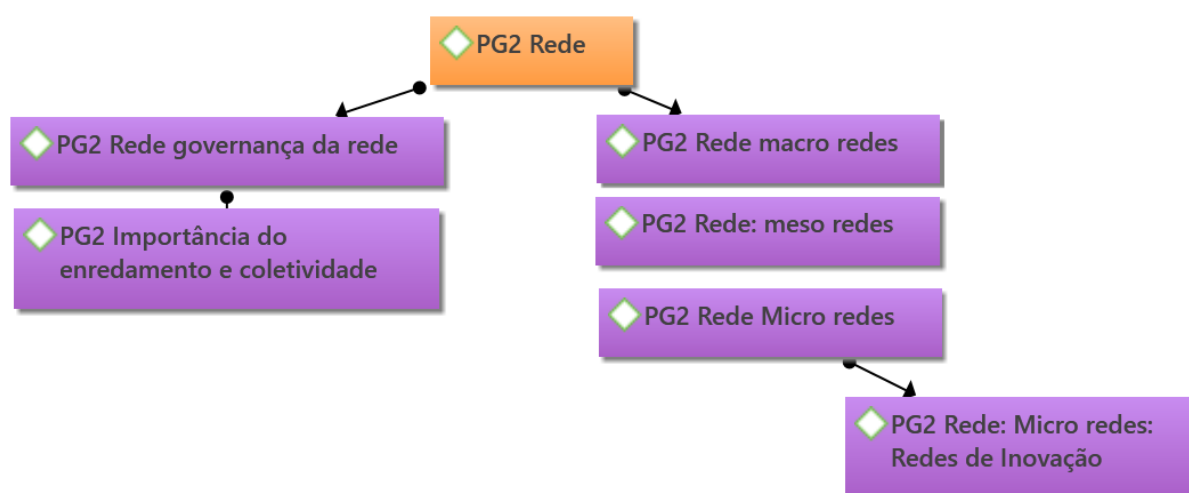 PG2 Rede
PG2 Rede governança da rede
PG2 Importância do
enredamento e coletividade
PG2 Rede macro redes
PG2 Rede: meso redes
PG2 Rede Micro redes
PG2 Rede: Micro redes:
Redes de Inovação